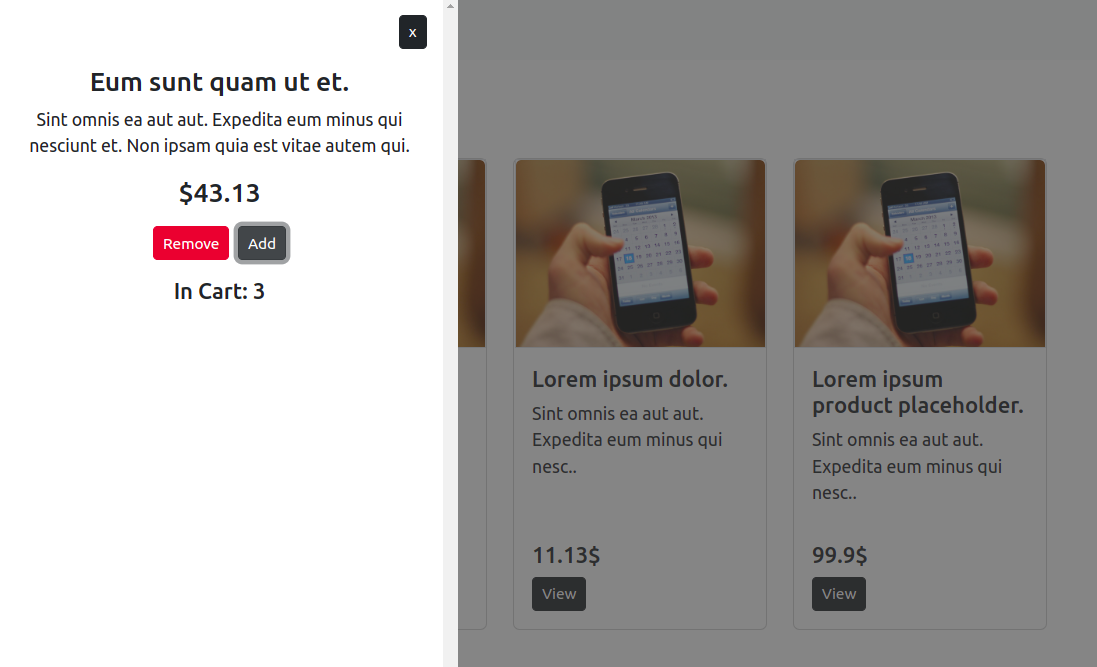 x
Eum sunt quam ut et.
Sint omnis ea aut aut. Expedita eum minus qui
nesciunt et. Non ipsam quia est vitae autem qui.
$43.13
Remove Add
In Cart: 3
Lorem ipsum dolor.
Sint omnis ea aut aut.
Expedita eum minus qui
nesc..
11.13$
View
Lorem ipsum
product placeholder.
Sint omnis ea aut aut.
Expedita eum minus qui
nesc..
99.9$
View